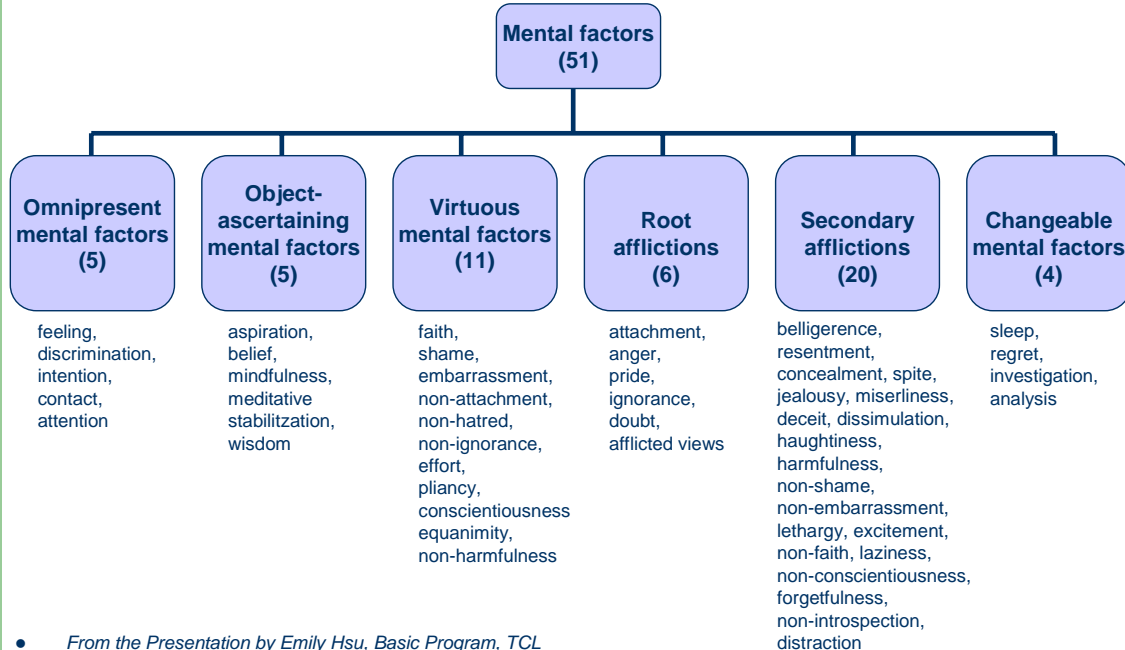 Mental factors
(51)
Omnipresent
mental factors
(5)
Object-
ascertaining
mental factors
(5)
Virtuous
mental factors
(11)
Root
afflictions
(6)
Secondary
afflictions
(20)
Changeable
mental factors
(4)
feeling,
discrimination,
intention,
contact,
attention
aspiration,
belief,
mindfulness,
meditative
stabilitzation,
wisdom
faith,
shame,
embarrassment,
non-attachment,
non-hatred,
non-ignorance,
effort,
pliancy,
conscientiousness
equanimity,
non-harmfulness
attachment,
anger,
pride,
ignorance,
doubt,
afflicted views
belligerence,
resentment,
concealment, spite,
jealousy, miserliness,
deceit, dissimulation,
haughtiness,
harmfulness,
non-shame,
non-embarrassment,
lethargy, excitement,
non-faith, laziness,
non-conscientiousness,
forgetfulness,
non-introspection,
distraction
sleep,
regret,
investigation,
analysis
• From the Presentation by Emily Hsu, Basic Program, TCL